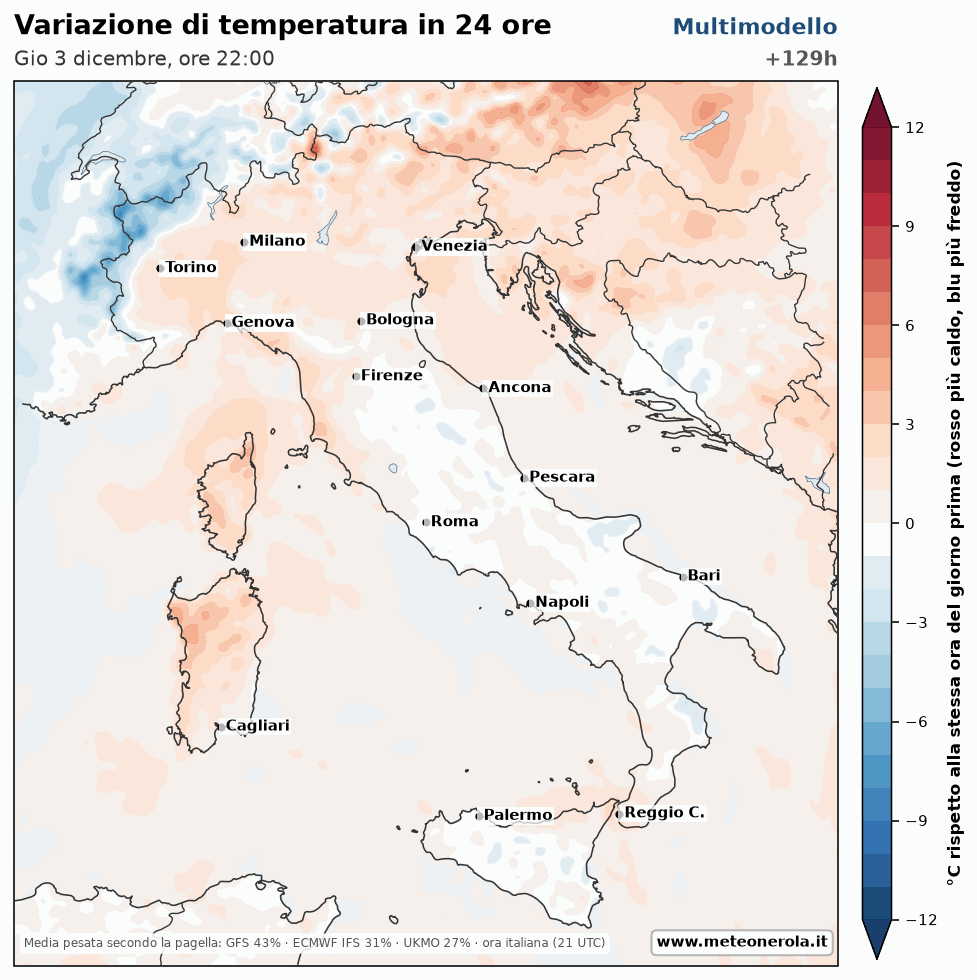 Variazione di temperatura in 24 ore
Multimodello
Gio 3 dicembre, ore 22:00
+129h
Milano
Venezia
Torino
Genova
Bologna
Firenze
Ancona
Pescara
Roma
Bari
Napoli
Cagliari
Palermo
Reggio C.
12
9
6
3
0
−3
−6
−9
−12
°C rispetto alla stessa ora del giorno prima (rosso più caldo, blu più freddo)
Media pesata secondo la pagella: GFS 43% · ECMWF IFS 31% · UKMO 27% · ora italiana (21 UTC)
www.meteonerola.it